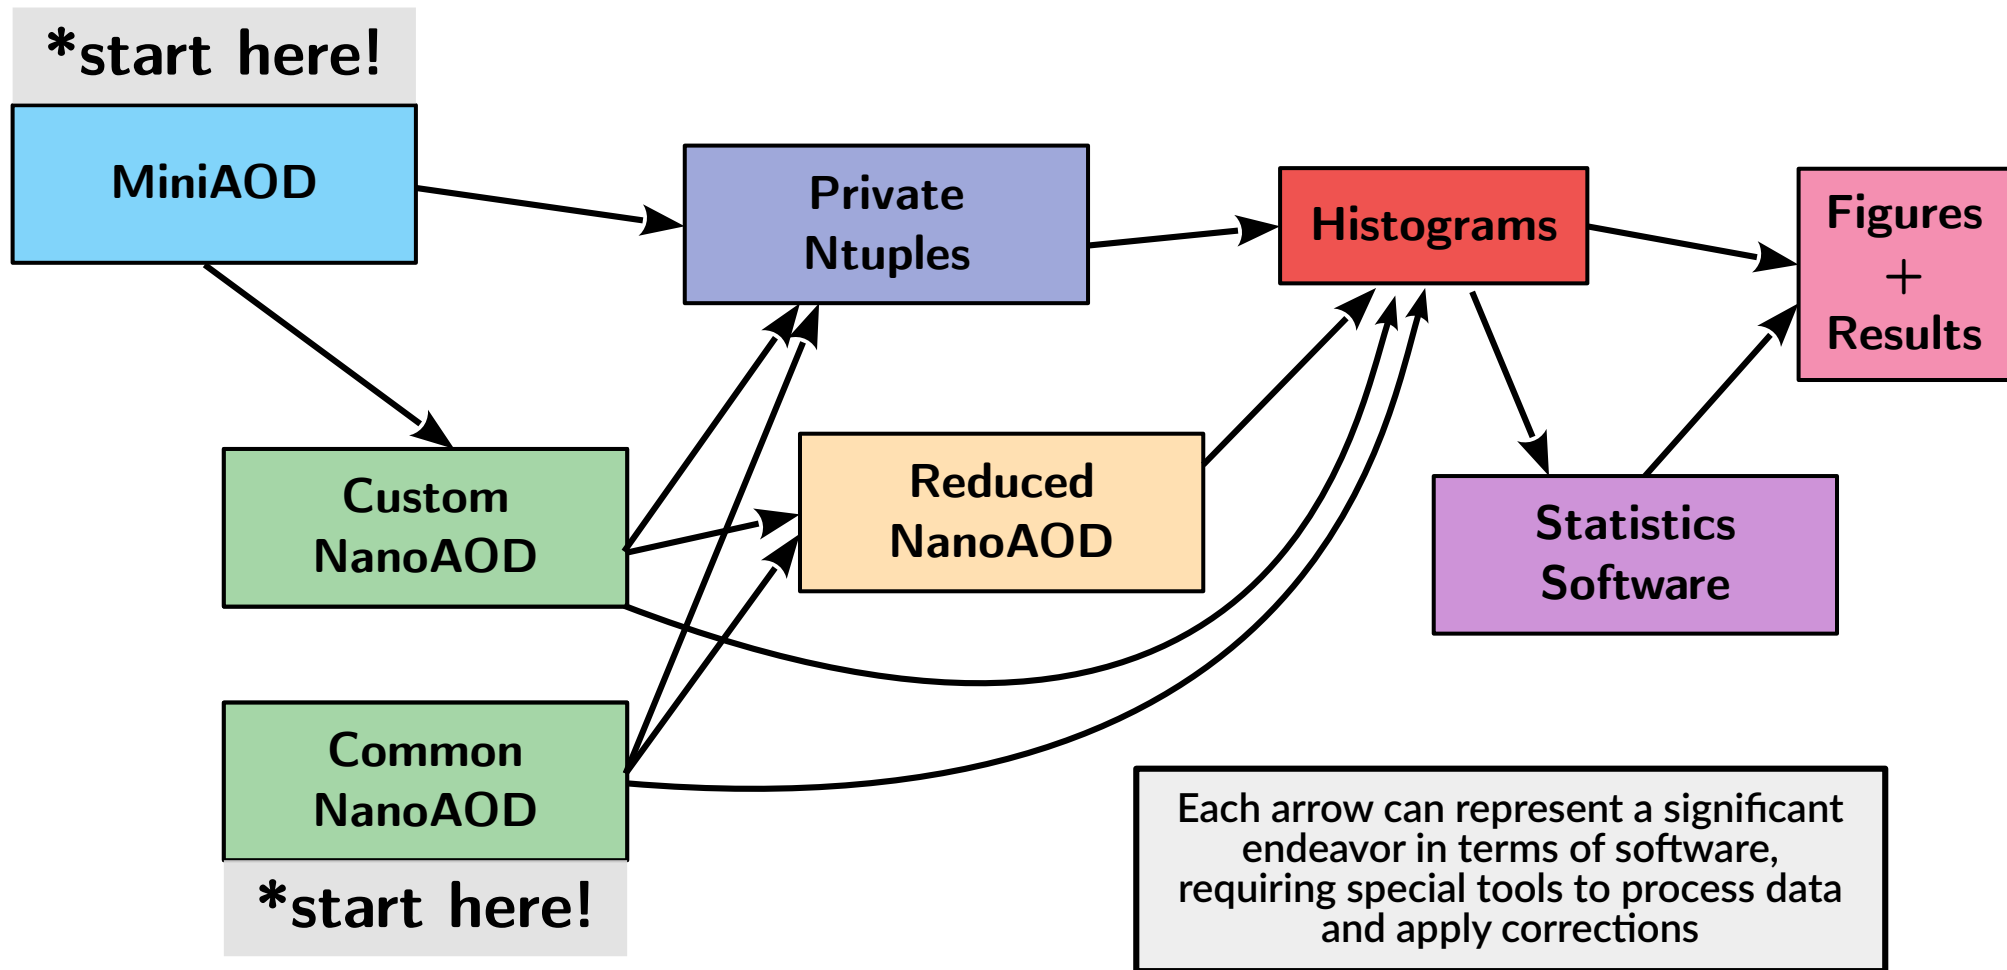 *start here!
MiniAOD
Private
Ntuples
Histograms
Figures
+
Results
Custom
NanoAOD
Reduced
NanoAOD
Statistics
Software
Common
NanoAOD
*start here!
Each arrow can represent a significant
endeavor in terms of software,
requiring special tools to process data
and apply corrections